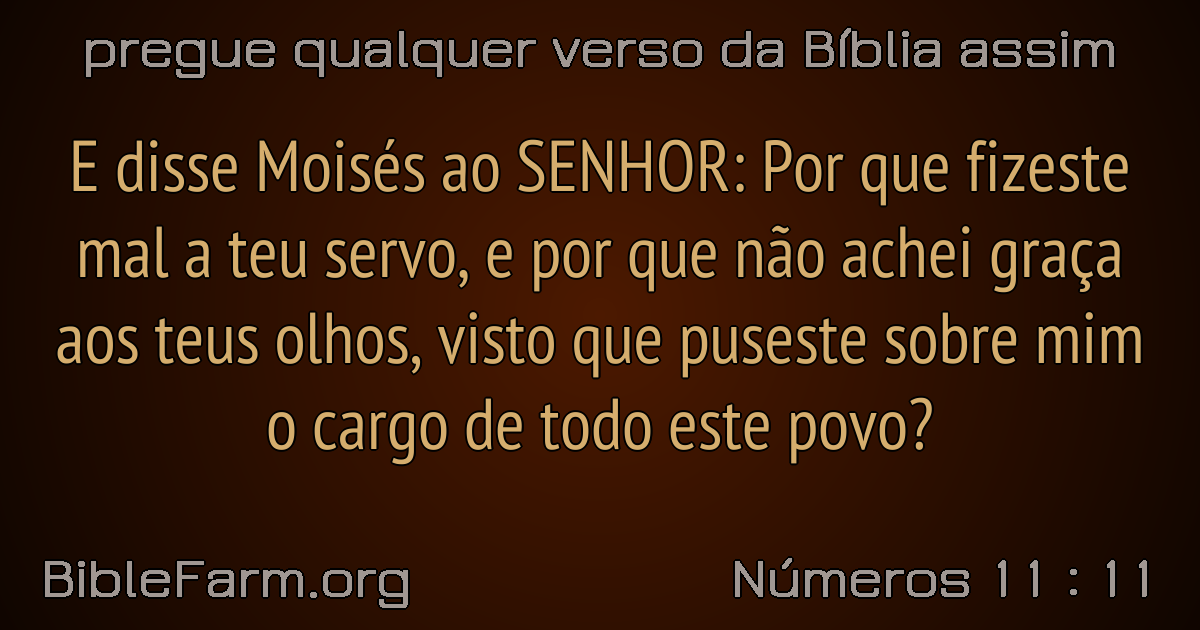 pregue qualquer verso da Bíblia assim
E disse Moisés ao SENHOR: Por que fizeste
mal a teu servo, e por que não achei graça
aos teus olhos, visto que puseste sobre mim
o cargo de todo este povo?
BibleFarm.org
Números 11 : 11